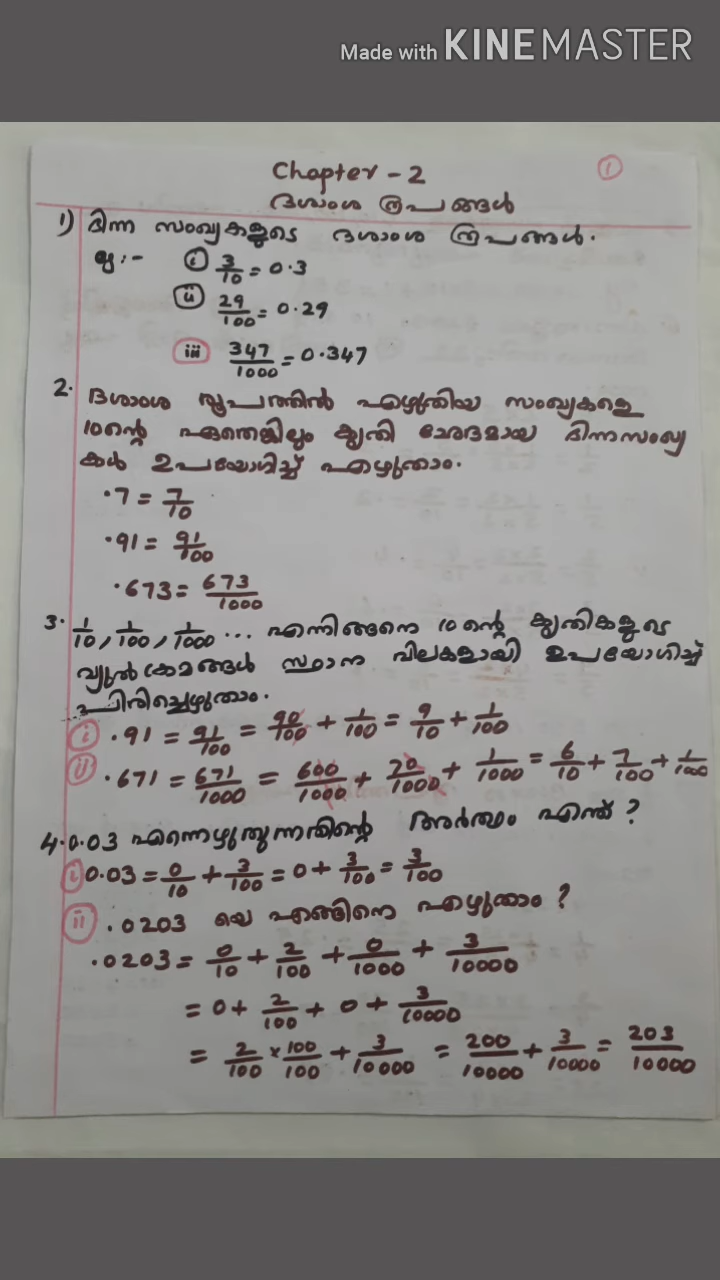 Made with KINEMASTER
Chapter - 2 ①
ദശാംശ രൂപങ്ങൾ
1) ഭിന്ന സംഖ്യകളുടെ ദശാംശ രൂപങ്ങൾ.
ഉദാ :- (i) 3/10 = 0.3
(ii) 29/100 = 0.29
(iii) 347/1000 = 0.347
2. ദശാംശ രൂപത്തിൽ എഴുതിയ സംഖ്യകളെ
10ന്റെ ഏതെങ്കിലും കൃതി ഛേദമായ ഭിന്നസംഖ്യ
കൾ ഉപയോഗിച്ച് എഴുതാം.
.7 = 7/10
.91 = 91/100
.673 = 673/1000
3. 1/10, 1/100, 1/1000 ... എന്നിങ്ങനെ 10ന്റെ കൃതികളുടെ
വ്യുൽക്രമങ്ങൾ സ്ഥാന വിലകളായി ഉപയോഗിച്ച്
പിരിച്ചെഴുതാം.
(i) .91 = 91/100 = 90/100 + 1/100 = 9/10 + 1/100
(ii) .671 = 671/1000 = 600/1000 + 70/1000 + 1/1000 = 6/10 + 7/100 + 1/100
4. 0.03 എന്നെഴുതുന്നതിന്റെ അർത്ഥം എന്ത് ?
(i) 0.03 = 0/10 + 3/100 = 0 + 3/100 = 3/100
(ii) .0203 യെ എങ്ങിനെ എഴുതാം ?
.0203 = 0/10 + 2/100 + 0/1000 + 3/10000
= 0 + 2/100 + 0 + 3/10000
= 2/100 × 100/100 + 3/10000 = 200/10000 + 3/10000 = 203/10000